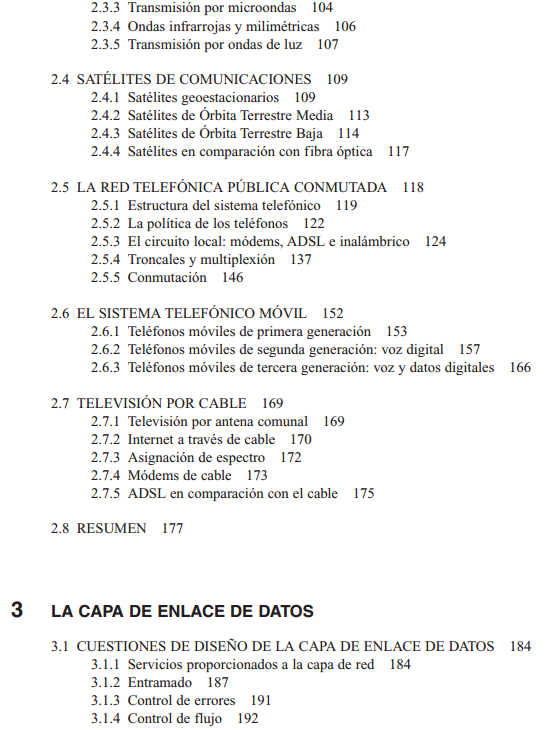 2.3.3 Transmisión por microondas 104
2.3.4 Ondas infrarrojas y milimétricas 106
2.3.5 Transmisión por ondas de luz 107
2.4 SATÉLITES DE COMUNICACIONES 109
2.4.1 Satélites geoestacionarios 109
2.4.2 Satélites de Órbita Terrestre Media 113
2.4.3 Satélites de Órbita Terrestre Baja 114
2.4.4 Satélites en comparación con fibra óptica 117
2.5 LA RED TELEFÓNICA PÚBLICA CONMUTADA 118
2.5.1 Estructura del sistema telefónico 119
2.5.2 La política de los teléfonos 122
2.5.3 El circuito local: módems, ADSL e inalámbrico 124
2.5.4 Troncales y multiplexión 137
2.5.5 Conmutación 146
2.6 EL SISTEMA TELEFÓNICO MÓVIL 152
2.6.1 Teléfonos móviles de primera generación 153
2.6.2 Teléfonos móviles de segunda generación: voz digital 157
2.6.3 Teléfonos móviles de tercera generación: voz y datos digitales 166
2.7 TELEVISIÓN POR CABLE 169
2.7.1 Televisión por antena comunal 169
2.7.2 Internet a través de cable 170
2.7.3 Asignación de espectro 172
2.7.4 Módems de cable 173
2.7.5 ADSL en comparación con el cable 175
2.8 RESUMEN 177
3 LA CAPA DE ENLACE DE DATOS
3.1 CUESTIONES DE DISEÑO DE LA CAPA DE ENLACE DE DATOS 184
3.1.1 Servicios proporcionados a la capa de red 184
3.1.2 Entramado 187
3.1.3 Control de errores 191
3.1.4 Control de flujo 192